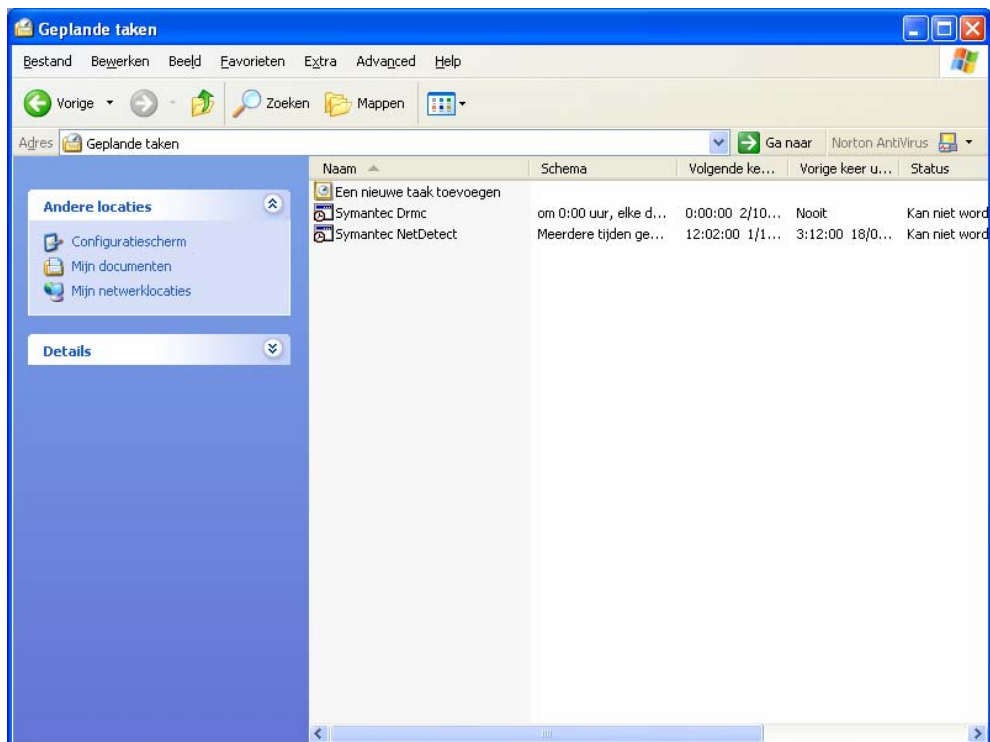 Geplande taken
Bestand Bewerken Beeld Favorieten Extra Advanced Help
Vorige Zoeken Mappen
Adres Geplande taken Ga naar Norton AntiVirus
Naam Schema Volgende ke... Vorige keer u... Status
Een nieuwe taak toevoegen
Symantec Drmc om 0:00 uur, elke d... 0:00:00 2/10... Nooit Kan niet word
Symantec NetDetect Meerdere tijden ge... 12:02:00 1/1... 3:12:00 18/0... Kan niet word
Andere locaties
Configuratiescherm
Mijn documenten
Mijn netwerklocaties
Details